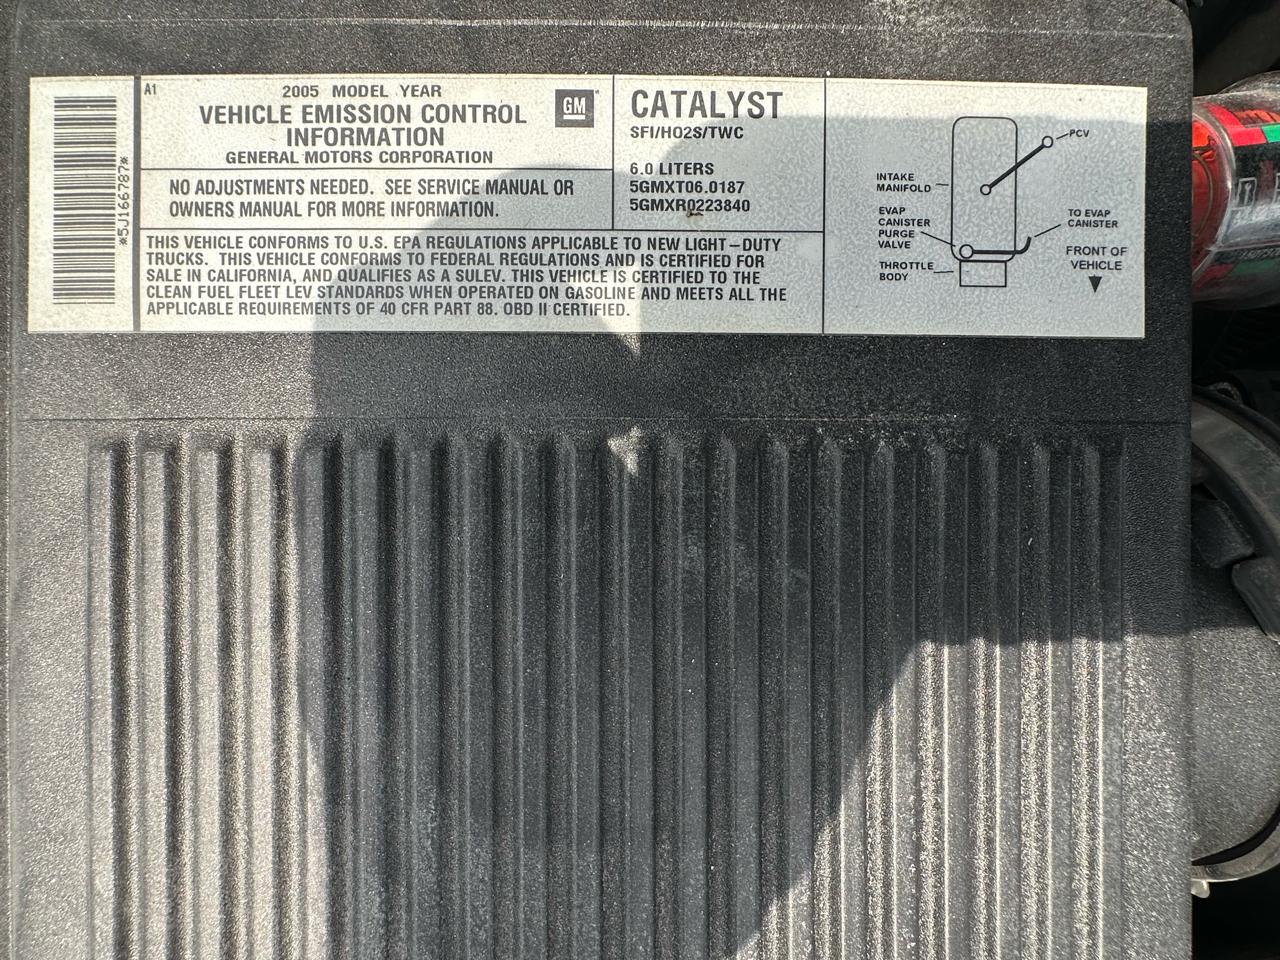 *5J166787*
A1
2005 MODEL YEAR
VEHICLE EMISSION CONTROL
INFORMATION
GENERAL MOTORS CORPORATION
GM
NO ADJUSTMENTS NEEDED. SEE SERVICE MANUAL OR
OWNERS MANUAL FOR MORE INFORMATION.
CATALYST
SFI/HO2S/TWC
6.0 LITERS
5GMXT06.0187
5GMXR0223840
THIS VEHICLE CONFORMS TO U.S. EPA REGULATIONS APPLICABLE TO NEW LIGHT-DUTY
TRUCKS. THIS VEHICLE CONFORMS TO FEDERAL REGULATIONS AND IS CERTIFIED FOR
SALE IN CALIFORNIA, AND QUALIFIES AS A SULEV. THIS VEHICLE IS CERTIFIED TO THE
CLEAN FUEL FLEET LEV STANDARDS WHEN OPERATED ON GASOLINE AND MEETS ALL THE
APPLICABLE REQUIREMENTS OF 40 CFR PART 88. OBD II CERTIFIED.
PCV
INTAKE
MANIFOLD
EVAP
CANISTER
PURGE
VALVE
THROTTLE
BODY
TO EVAP
CANISTER
FRONT OF
VEHICLE